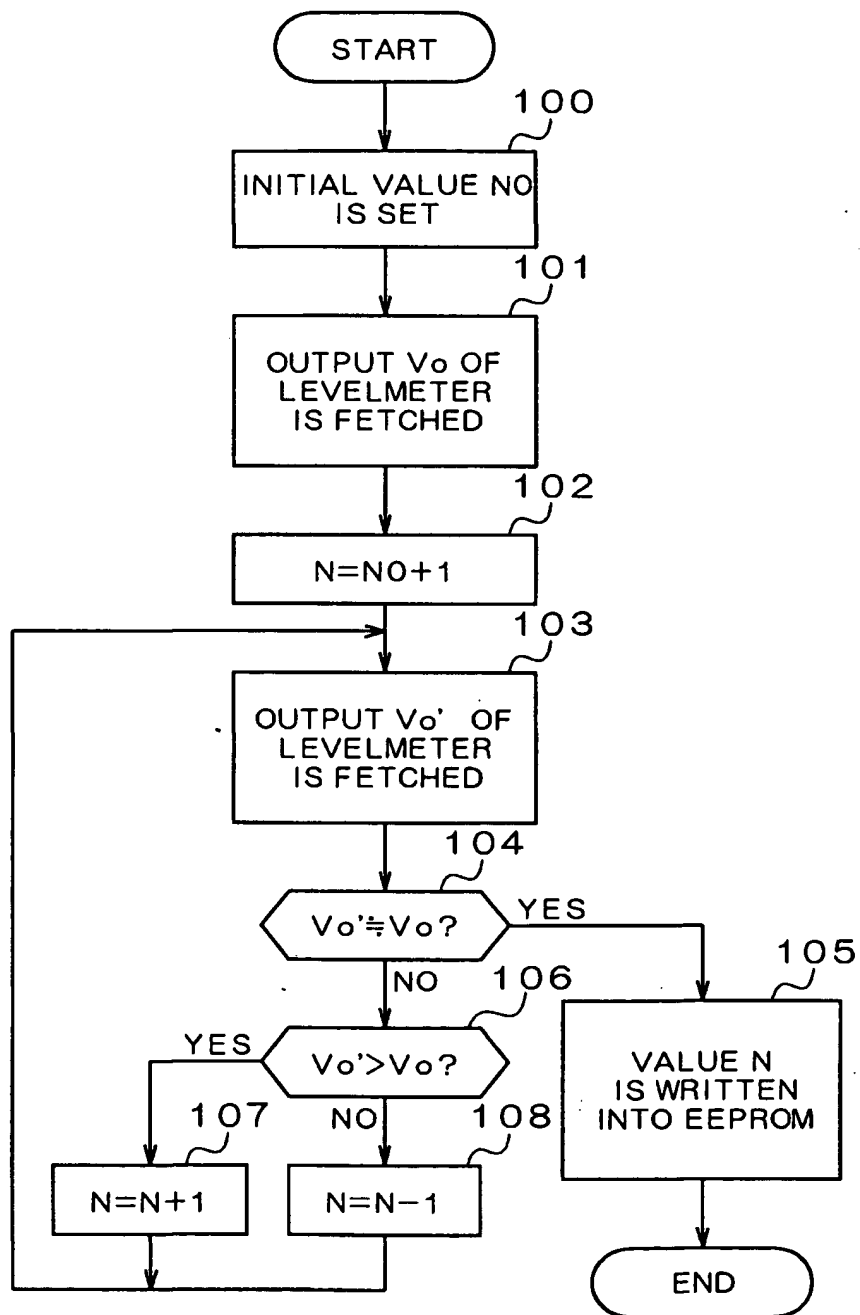 START
100
INITIAL VALUE N0
IS SET
101
OUTPUT Vo OF
LEVELMETER
IS FETCHED
102
N=N0+1
103
OUTPUT Vo' OF
LEVELMETER
IS FETCHED
104
Vo'≒Vo?
YES
NO
105
VALUE N
IS WRITTEN
INTO EEPROM
106
Vo'>Vo?
YES
NO
107
N=N+1
108
N=N-1
END